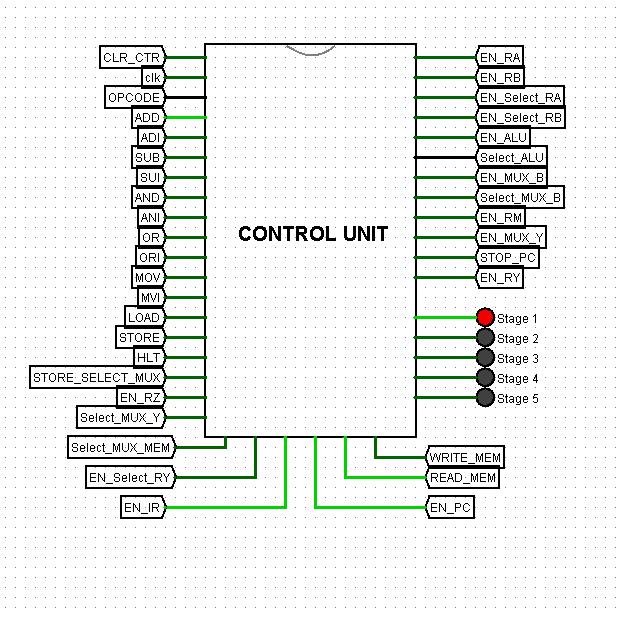 CLR_CTR
clk
OPCODE
ADD
ADI
SUB
SUI
AND
ANI
OR
ORI
MOV
MVI
LOAD
STORE
HLT
STORE_SELECT_MUX
EN_RZ
Select_MUX_Y
Select_MUX_MEM
EN_Select_RY
EN_IR
CONTROL UNIT
EN_RA
EN_RB
EN_Select_RA
EN_Select_RB
EN_ALU
Select_ALU
EN_MUX_B
Select_MUX_B
EN_RM
EN_MUX_Y
STOP_PC
EN_RY
Stage 1
Stage 2
Stage 3
Stage 4
Stage 5
WRITE_MEM
READ_MEM
EN_PC